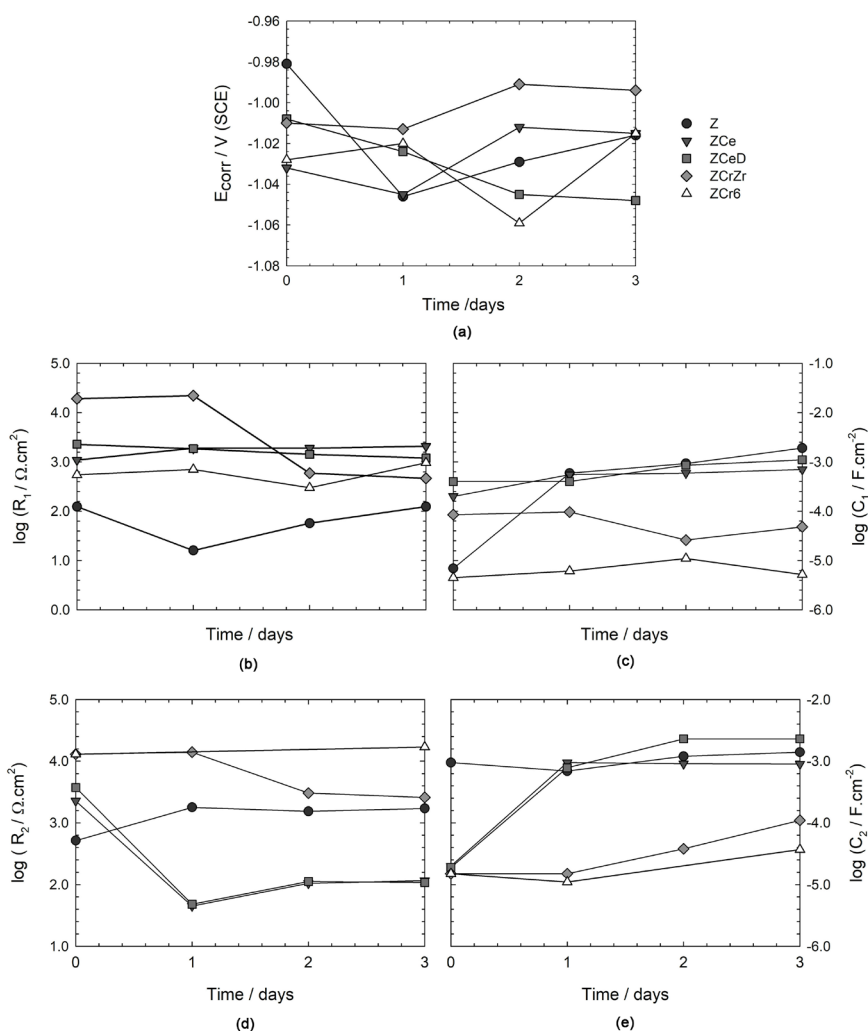 -0.96
-0.98
-1.00
-1.02
-1.04
-1.06
-1.08
E corr / V (SCE)
0 1 2 3
Time /days
Z
ZCe
ZCeD
ZCrZr
ZCr6
(a)
5.0
4.0
3.0
2.0
1.0
0.0
log (R1 / Ω.cm²)
Time / days
(b)
-1.0
-2.0
-3.0
-4.0
-5.0
-6.0
log (C1 / F.cm-2)
Time / days
(c)
5.0
4.0
3.0
2.0
1.0
log ( R2 / Ω.cm²)
0 1 2 3
Time / days
(d)
-2.0
-3.0
-4.0
-5.0
-6.0
log (C2 / F.cm-2)
0 1 2 3
Time / days
(e)